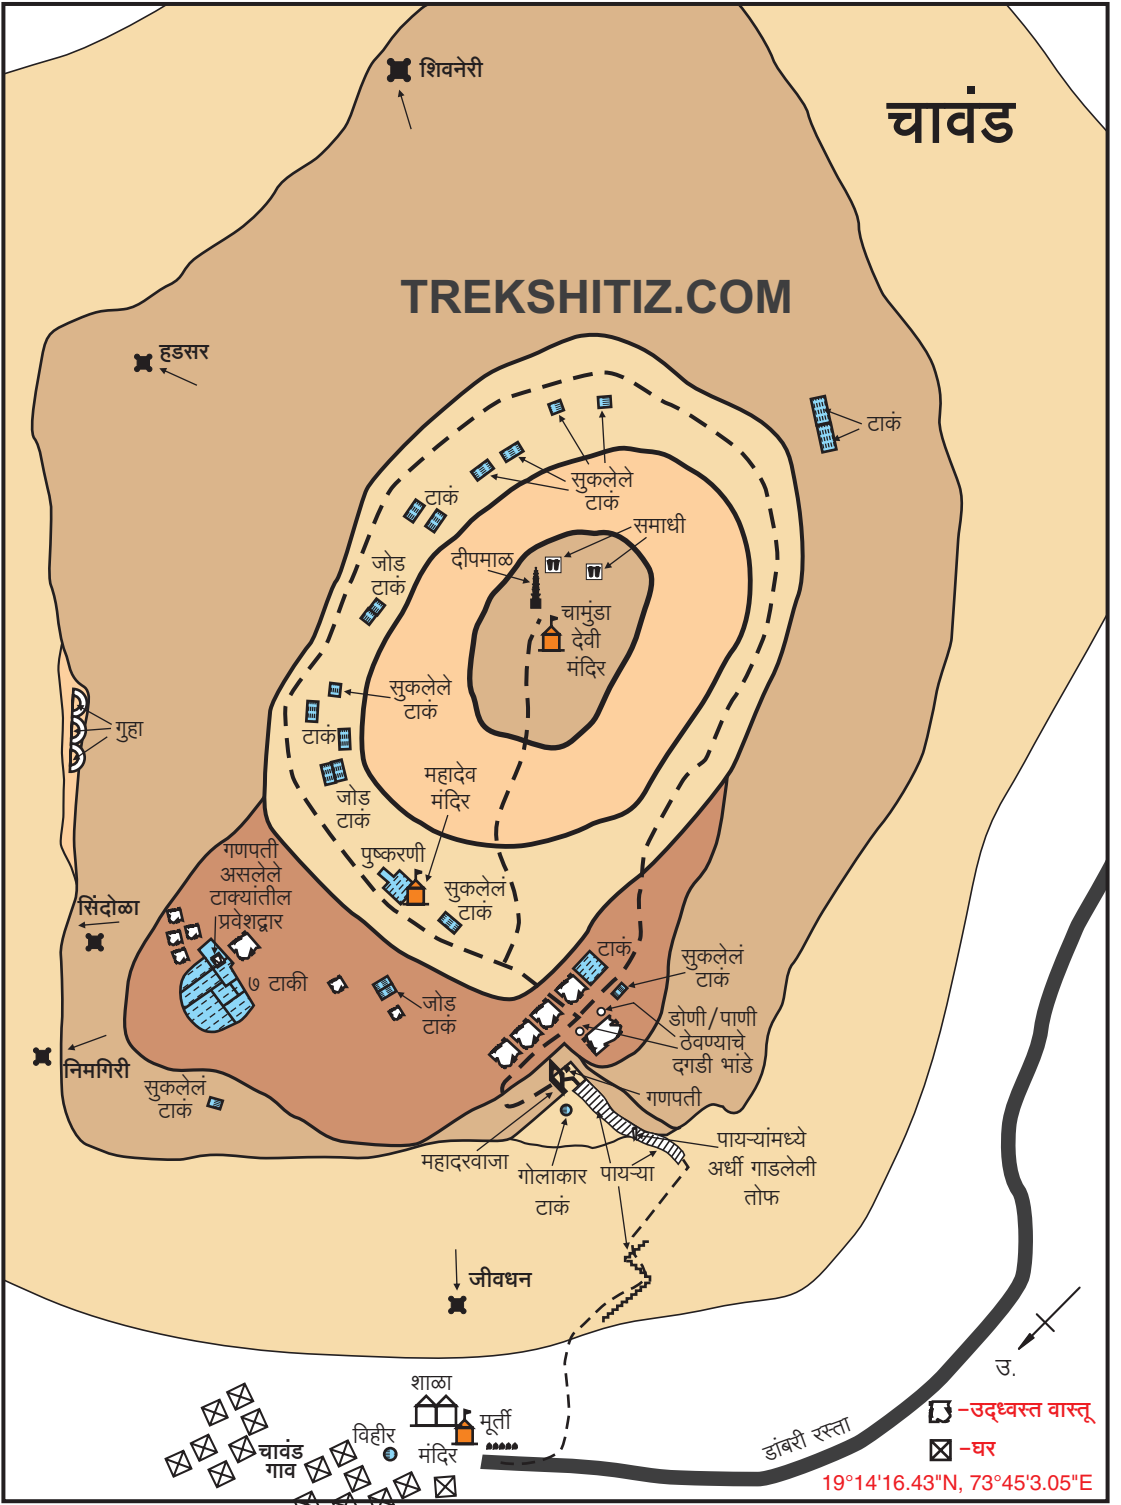 शिवनेरी
चावंड
TREKSHITIZ.COM
हडसर
टाकं
सुकलेले
टाकं
टाकं
समाधी
दीपमाळ
जोड
टाकं
चामुंडा
देवी
मंदिर
सुकलेले
टाकं
गुहा
टाकं
महादेव
मंदिर
जोड
टाकं
पुष्करणी
गणपती
असलेले
टाक्यांतील
प्रवेशद्वार
सुकलेलं
टाकं
सिंदोळा
टाकं
सुकलेलं
टाकं
७ टाकी
जोड
टाकं
डोणी/पाणी
ठेवण्याचे
दगडी भांडे
निमगिरी
सुकलेलं
टाकं
गणपती
महादरवाजा
गोलाकार
टाकं
पायऱ्या
पायऱ्यांमध्ये
अर्धी गाडलेली
तोफ
जीवधन
उ.
शाळा
मूर्ती
विहीर
मंदिर
चावंड
गाव
डांबरी रस्ता
-उद्ध्वस्त वास्तू
-घर
19°14'16.43"N, 73°45'3.05"E